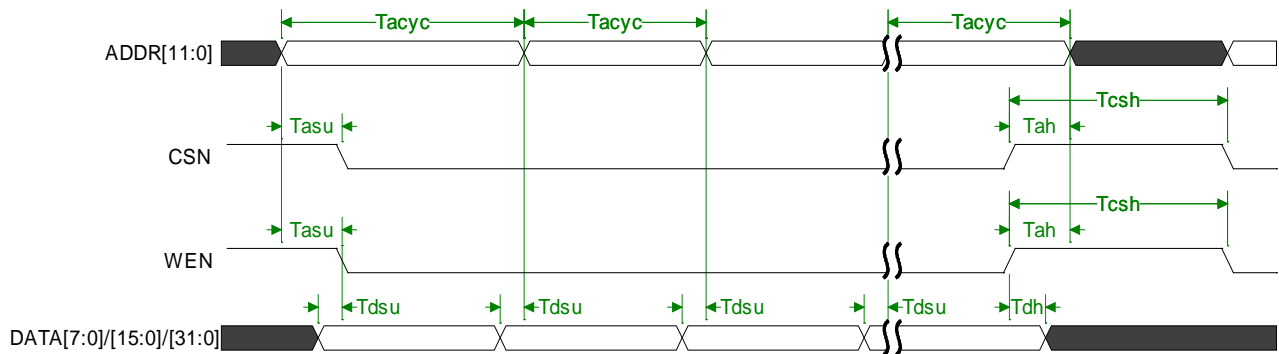 Tacyc Tacyc Tacyc
ADDR[11:0]
Tcsh
Tasu Tah
CSN
Tcsh
Tasu Tah
WEN
Tdsu Tdsu Tdsu Tdsu Tdh
DATA[7:0]/[15:0]/[31:0]